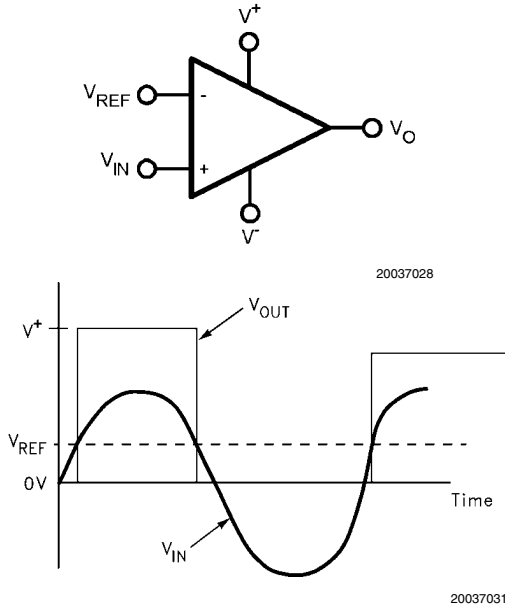 V+
VREF
-
VO
VIN
+
V-
20037028
V+
VOUT
VREF
0V
Time
VIN
20037031